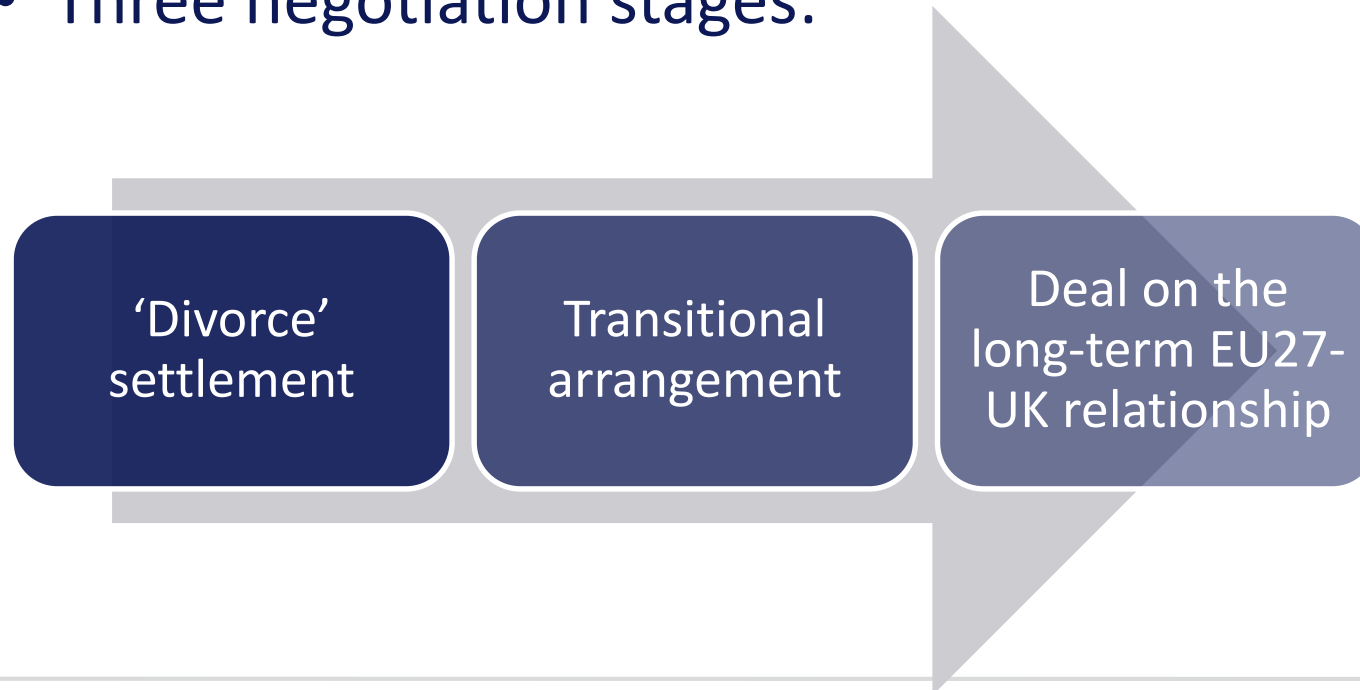 • Three negotiation stages:
‘Divorce’
settlement
Transitional
arrangement
Deal on the
long-term EU27-
UK relationship